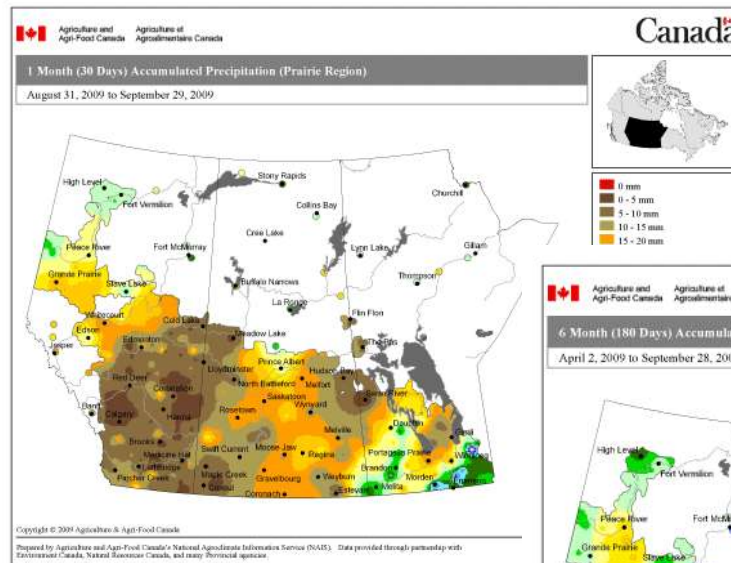 Agriculture and Agriculture et
Agri-Food Canada Agroalimentaire Canada
Canada
1 Month (30 Days) Accumulated Precipitation (Prairie Region)
August 31, 2009 to September 29, 2009
0 mm
0 - 5 mm
5 - 10 mm
10 - 15 mm
15 - 20 mm
High Level
Fort Vermilion
Stony Rapids
Collins Bay
Churchill
Cree Lake
Peace River
Fort McMurray
Lynn Lake
Gillam
Grande Prairie
Slave Lake
Buffalo Narrows
Thompson
La Ronge
Whitecourt
Flin Flon
Edson
Cold Lake
Meadow Lake
The Pas
Jasper
Edmonton
Lloydminster
Prince Albert
Hudson Bay
Red Deer
North Battleford
Melfort
Coronation
Saskatoon
Swan River
Banff
Calgary
Hanna
Rosetown
Wynyard
Dauphin
Brooks
Melville
Gimli
Medicine Hat
Swift Current
Moose Jaw
Regina
Portage la Prairie
Winnipeg
Lethbridge
Brandon
Pincher Creek
Maple Creek
Gravelbourg
Weyburn
Morden
Consul
Coronach
Estevan
Melita
Emerson
Copyright © 2009 Agriculture & Agri-Food Canada
Prepared by Agriculture and Agri-Food Canada's National Agroclimate Information Service (NAIS). Data provided through partnership with
Environment Canada, Natural Resources Canada, and many Provincial agencies.
Agriculture and Agriculture et
Agri-Food Canada Agroalimentaire
6 Month (180 Days) Accumula
April 2, 2009 to September 28, 200
High Level
Fort Vermilion
Peace River
Fort McM
Grande Prairie
Slave Lake